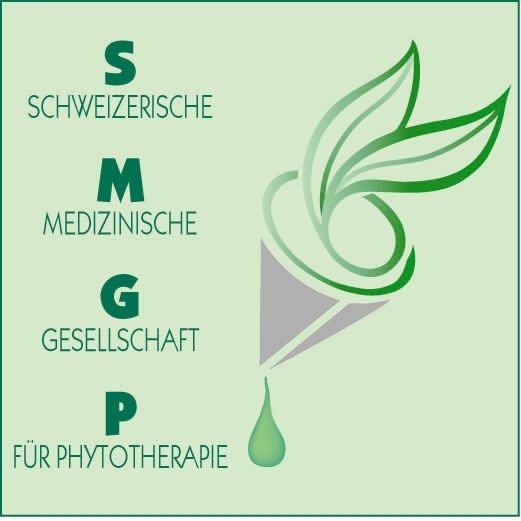 S
SCHWEIZERISCHE
M
MEDIZINISCHE
G
GESELLSCHAFT
P
FÜR PHYTOTHERAPIE